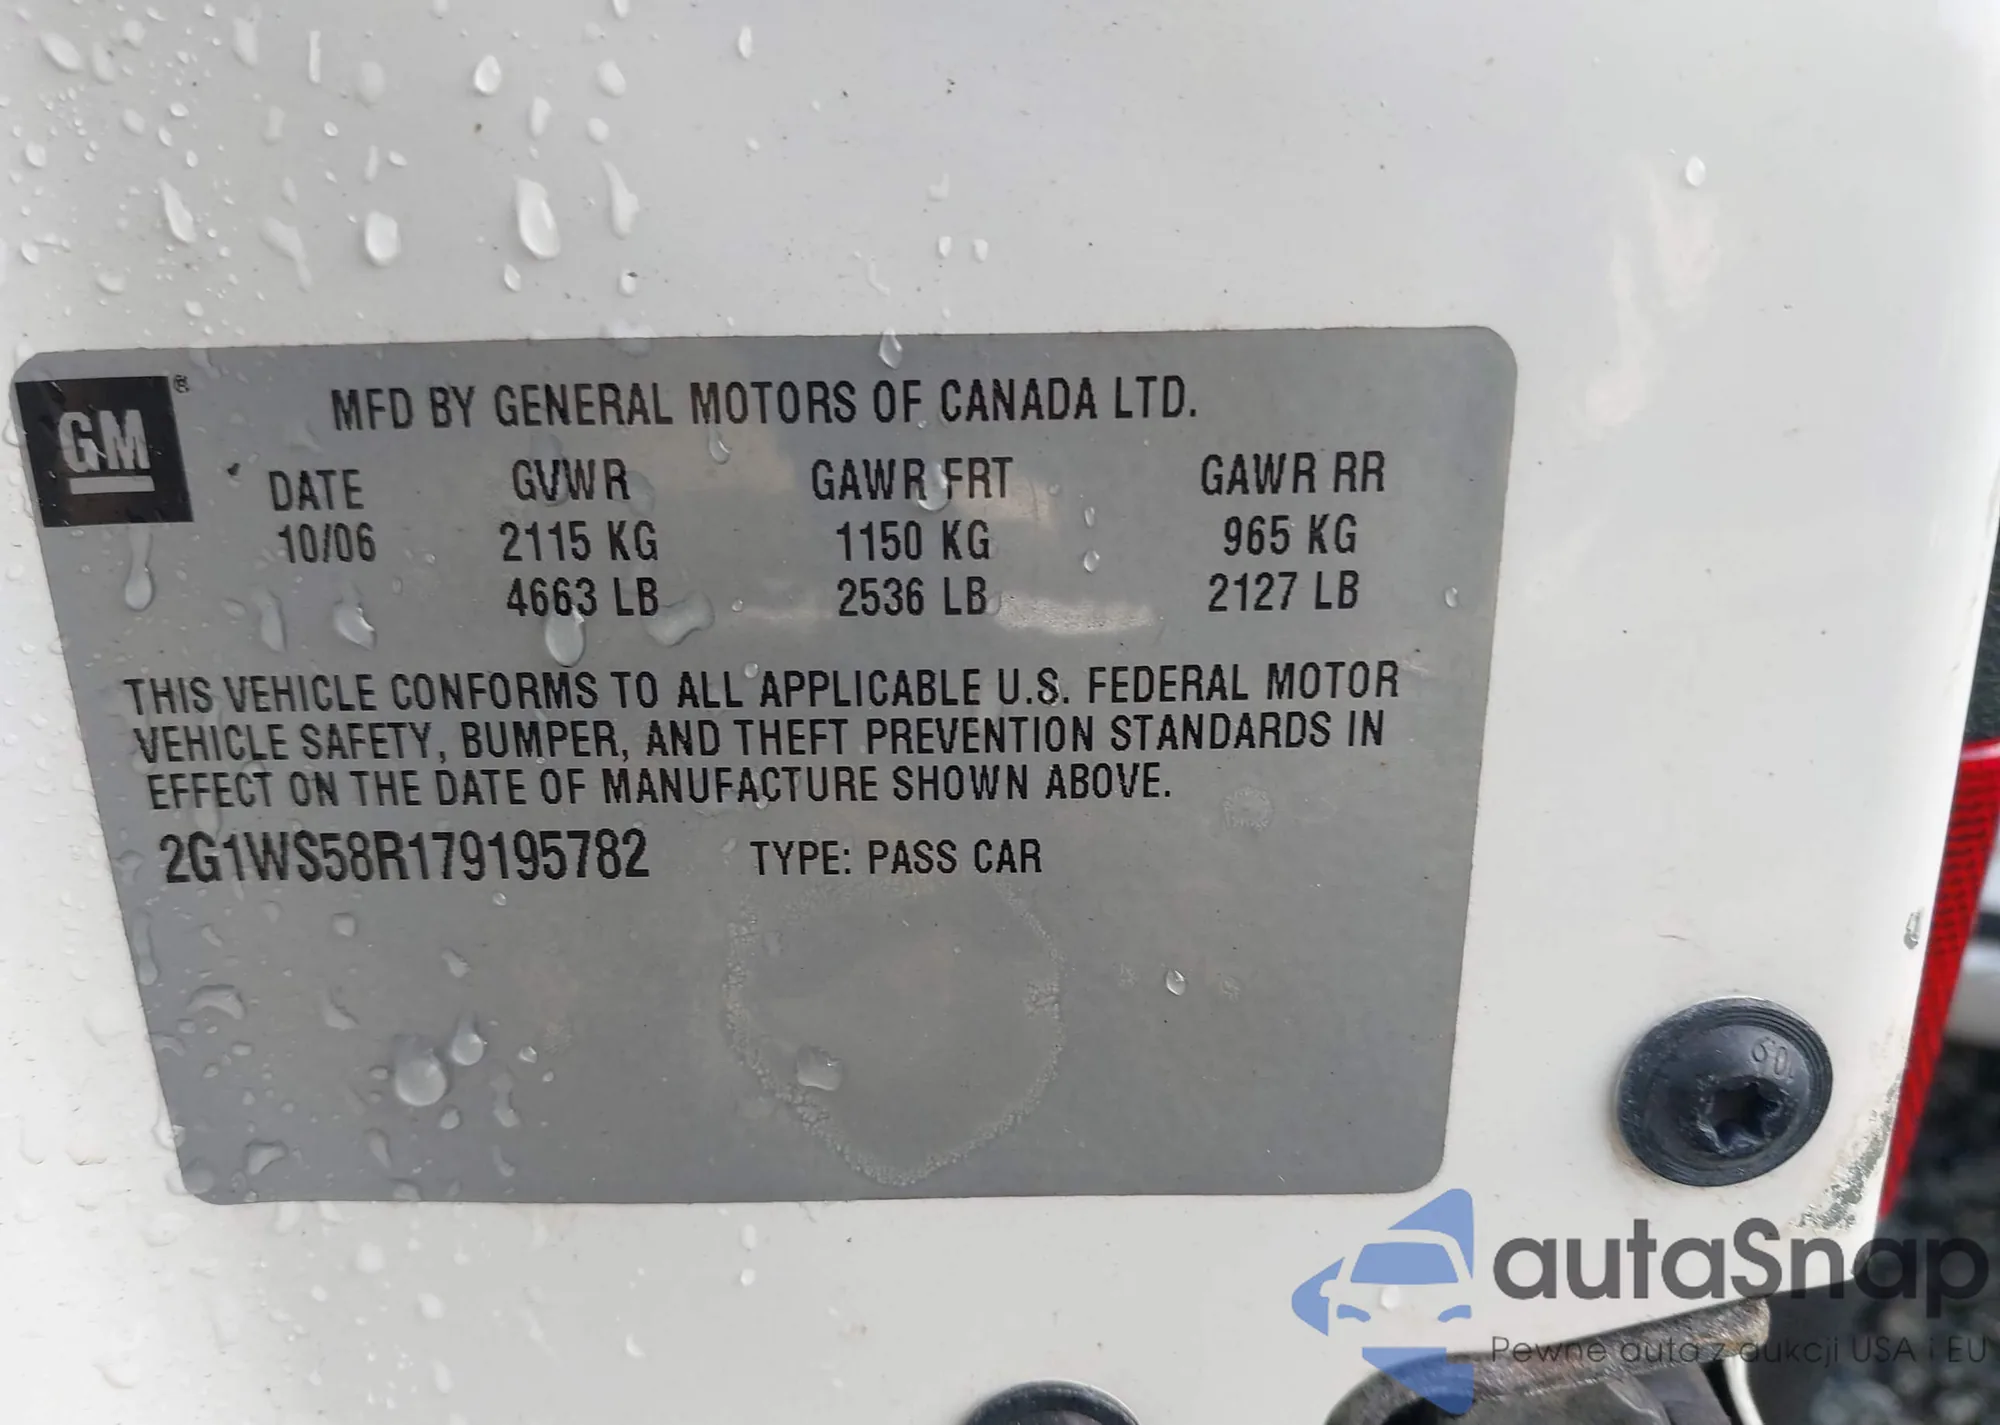 GM ®
MFD BY GENERAL MOTORS OF CANADA LTD.
DATE GVWR GAWR FRT GAWR RR
10/06 2115 KG 1150 KG 965 KG
4663 LB 2536 LB 2127 LB
THIS VEHICLE CONFORMS TO ALL APPLICABLE U.S. FEDERAL MOTOR
VEHICLE SAFETY, BUMPER, AND THEFT PREVENTION STANDARDS IN
EFFECT ON THE DATE OF MANUFACTURE SHOWN ABOVE.
2G1WS58R179195782 TYPE: PASS CAR
60
autaSnap
Pewne auta z aukcji USA i EU